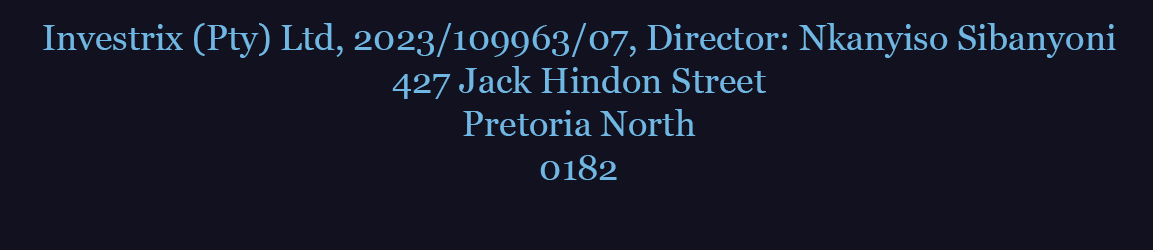 Investrix (Pty) Ltd, 2023/109963/07, Director: Nkanyiso Sibanyoni
427 Jack Hindon Street
Pretoria North
0182